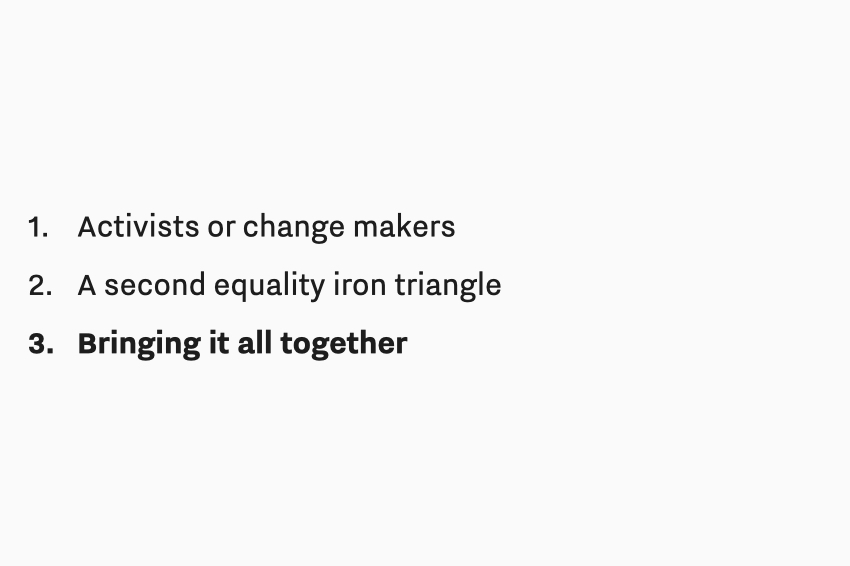 1. Activists or change makers
2. A second equality iron triangle
3. Bringing it all together